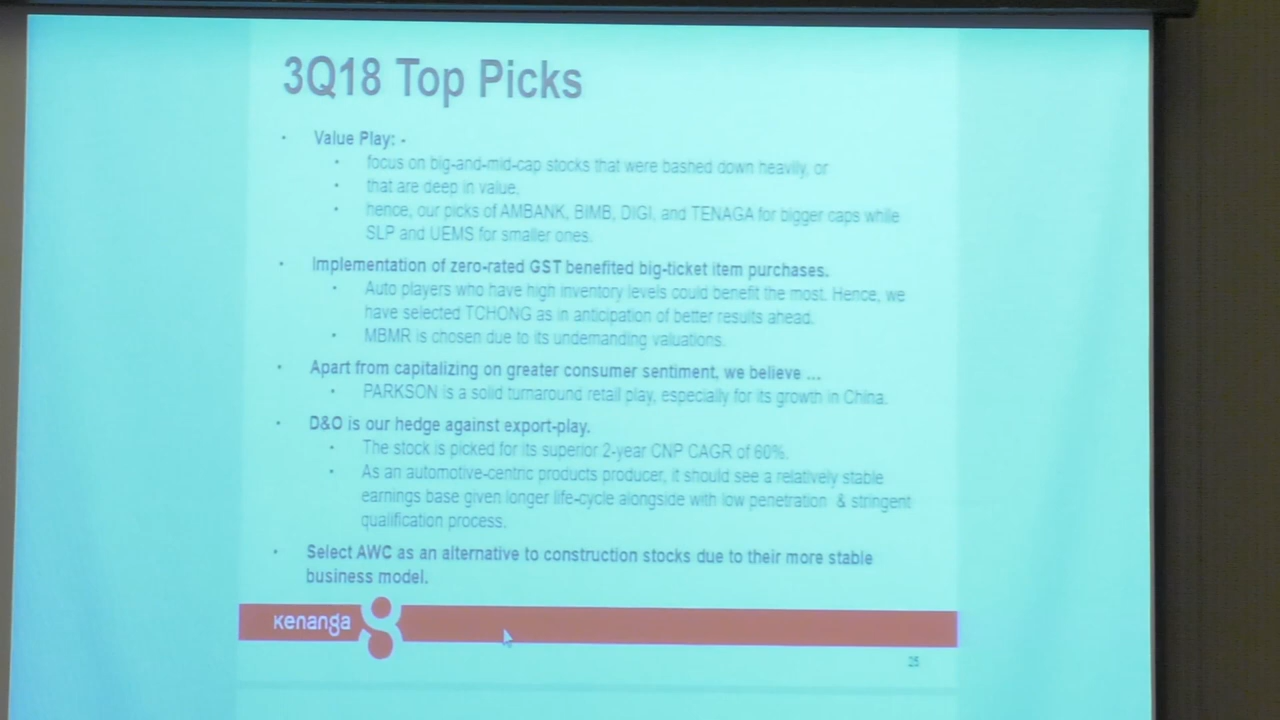 3Q18 Top Picks
• Value Play: -
• focus on big-and-mid-cap stocks that were bashed down heavily, or
• that are deep in value.
• hence, our picks of AMBANK, BIMB, DIGI, and TENAGA for bigger caps while
SLP and UEMS for smaller ones.
• Implementation of zero-rated GST benefited big-ticket item purchases.
• Auto players who have high inventory levels could benefit the most. Hence, we
have selected TCHONG as in anticipation of better results ahead.
• MBMR is chosen due to its undemanding valuations.
• Apart from capitalizing on greater consumer sentiment, we believe ...
• PARKSON is a solid turnaround retail play, especially for its growth in China.
• D&O is our hedge against export-play.
• The stock is picked for its superior 2-year CNP CAGR of 60%.
• As an automotive-centric products producer, it should see a relatively stable
earnings base given longer life-cycle alongside with low penetration & stringent
qualification process.
• Select AWC as an alternative to construction stocks due to their more stable
business model.
kenanga
25